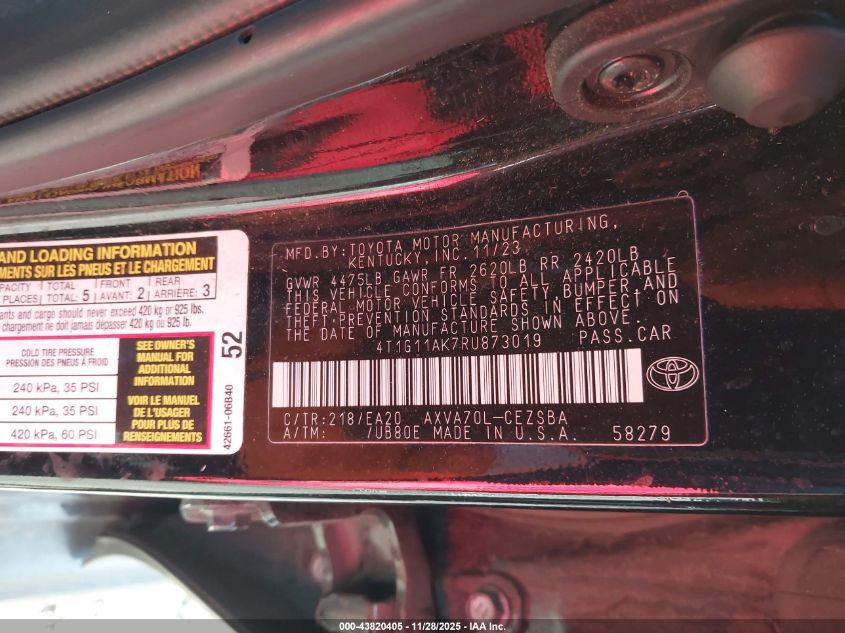 MFD.BY:TOYOTA MOTOR MANUFACTURING,
KENTUCKY,INC.11/23
GVWR 4475LB GAWR FR 2620LB RR 2420LB
THIS VEHICLE CONFORMS TO ALL APPLICABLE
FEDERAL MOTOR VEHICLE SAFETY,BUMPER,AND
THEFT-PREVENTION STANDARDS IN EFFECT ON
THE DATE OF MANUFACTURE SHOWN ABOVE.
4T1G11AK7RU873019 PASS.CAR
C/TR:218/EA20 AXVA70L-CEZSBA
A/TM: /UB80E MADE IN U.S.A. 58279
AND LOADING INFORMATION
SUR LES PNEUS ET LE CHARGEMENT
TOTAL FRONT REAR
PLACES TOTAL: 5 AVANT: 2 ARRIÈRE: 3
and cargo should never exceed 420 kg or 925 lbs.
chargement ne doit jamais dépasser 420 kg ou 925 lb.
COLD TIRE PRESSURE
PRESSION DES PNEUS À FROID
240 kPa, 35 PSI
240 kPa, 35 PSI
420 kPa, 60 PSI
SEE OWNER'S
MANUAL FOR
ADDITIONAL
INFORMATION
VOIR LE MANUEL
DE L'USAGER
POUR PLUS DE
RENSEIGNEMENTS
52
42661-06B40
000-43820405 - 11/28/2025 - IAA Inc.